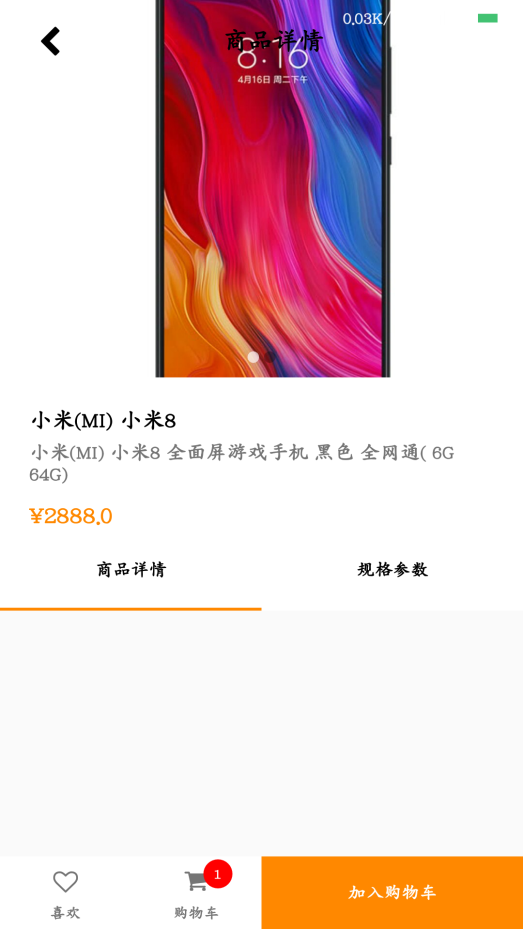 0.03K/
商品详情
8:16
4月16日 周二下午
小米(MI) 小米8
小米(MI) 小米8 全面屏游戏手机 黑色 全网通( 6G
64G)
¥2888.0
商品详情
规格参数
1
喜欢
购物车
加入购物车